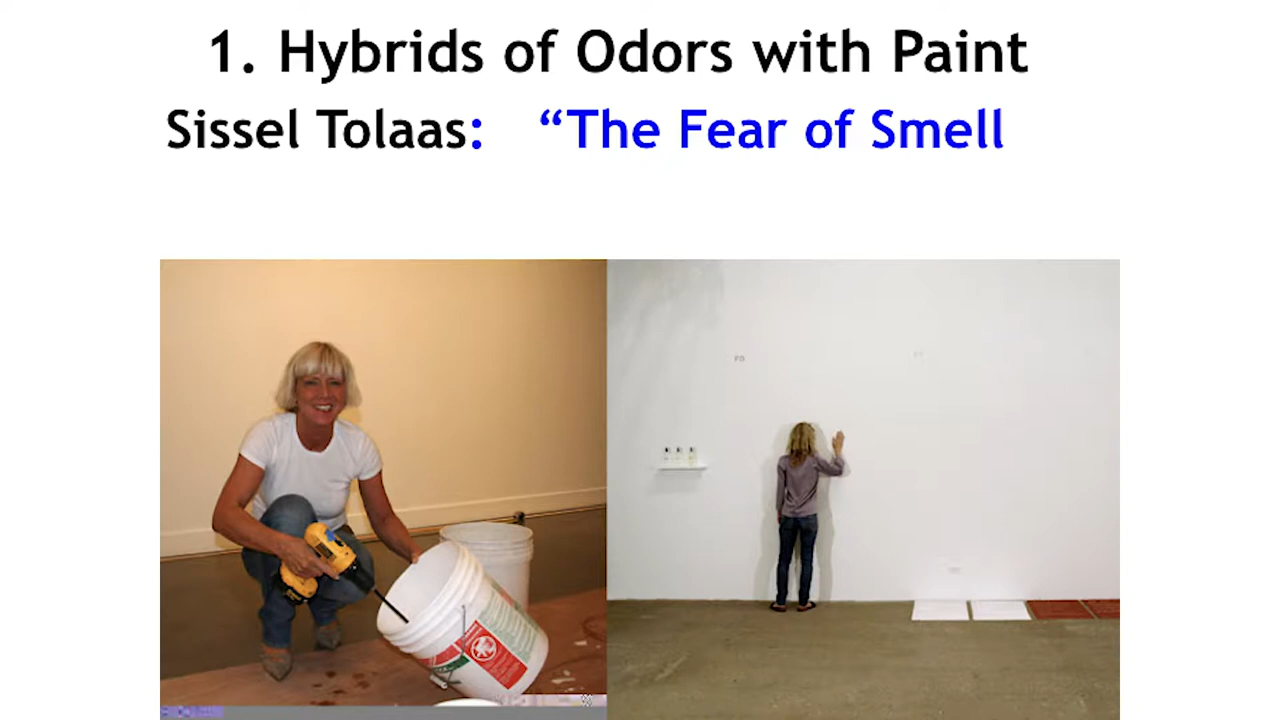 1. Hybrids of Odors with Paint
Sissel Tolaas: “The Fear of Smell